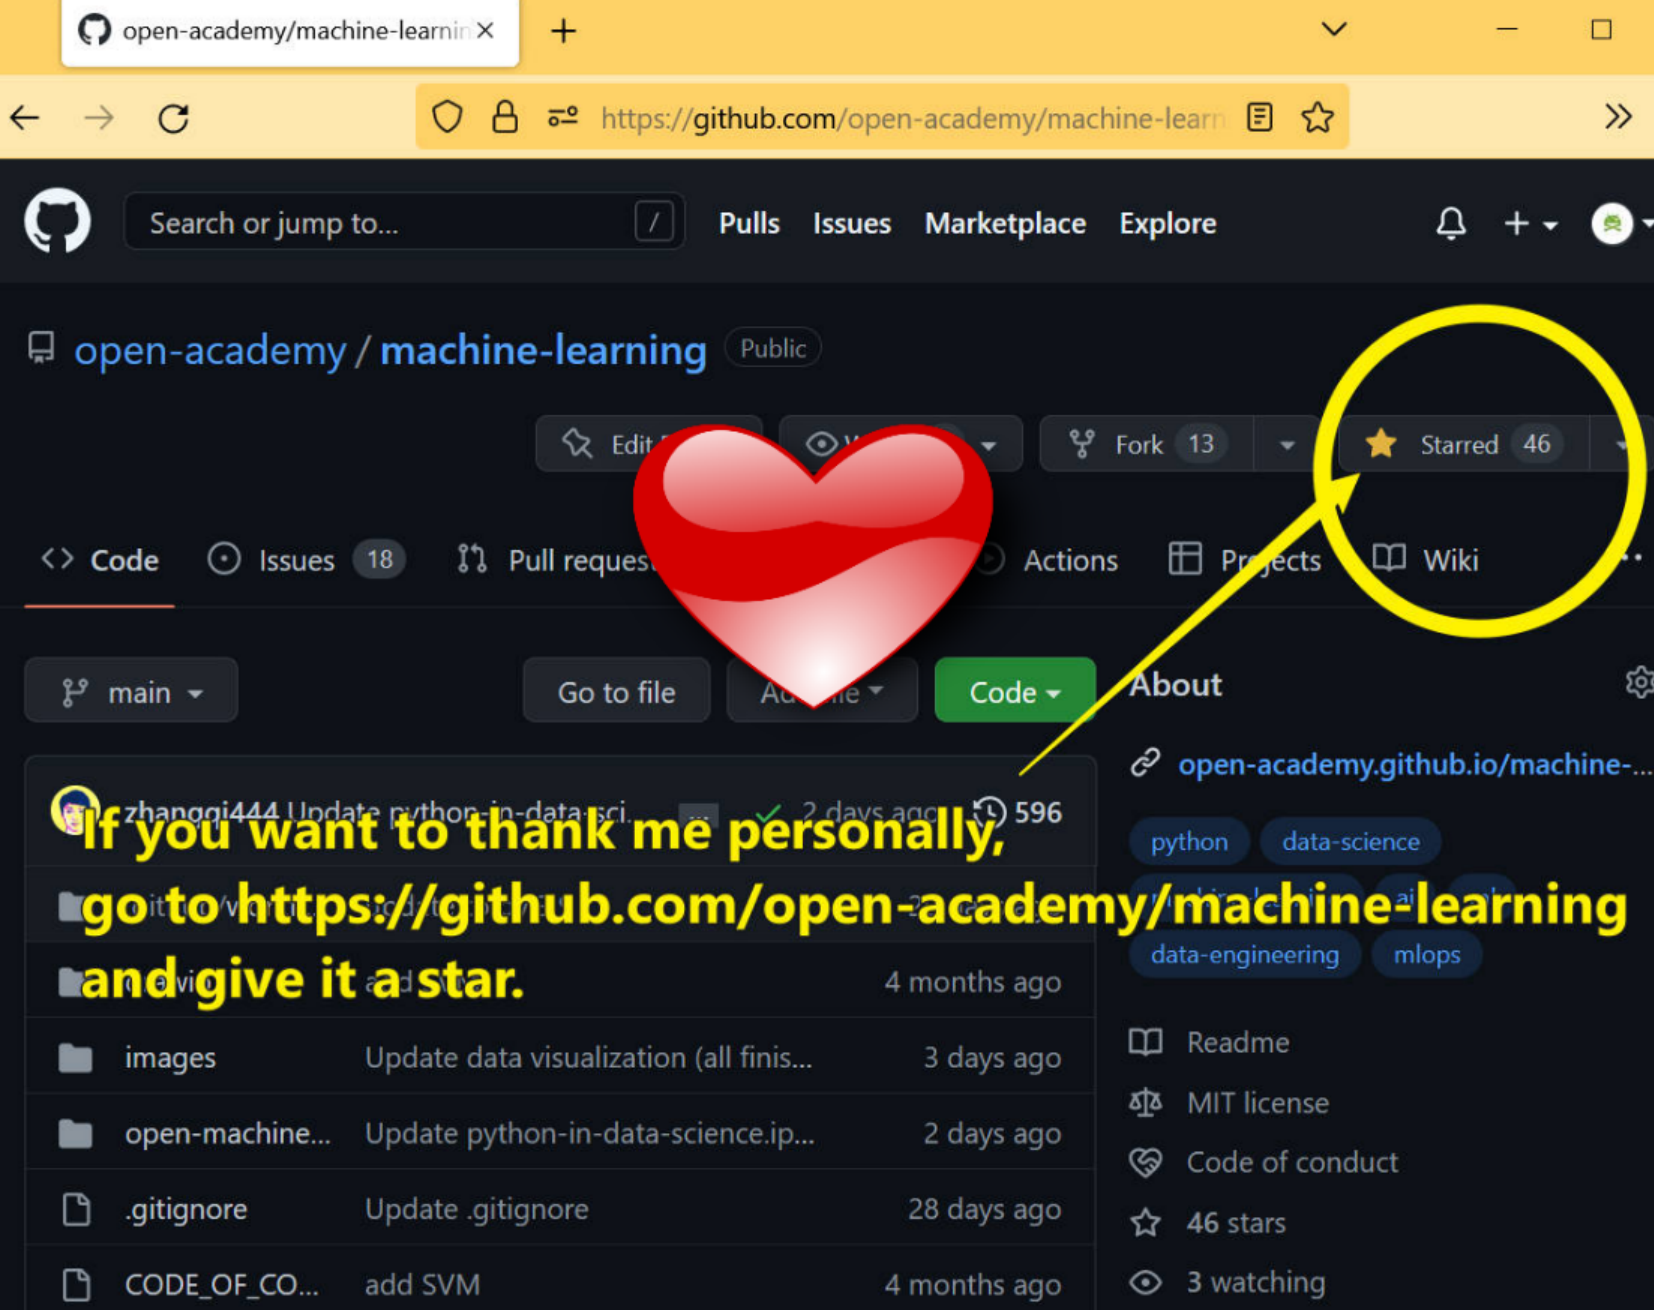 open-academy/machine-learnin
https://github.com/open-academy/machine-learn
Search or jump to... /
Pulls Issues Marketplace Explore
open-academy / machine-learning Public
Edit Fork 13 Starred 46
Code Issues 18 Pull Actions Projects Wiki
main Go to file Code
About
open-academy.github.io/machine-...
zhangqi444 Update python-in-data-sci... ... 2 days ago 596
python data-science
If you want to thank me personally,
go to https://github.com/open-academy/machine-learning
and give it a star.
data-engineering mlops
4 months ago
images Update data visualization (all finis... 3 days ago
open-machine... Update python-in-data-science.ip... 2 days ago
.gitignore Update .gitignore 28 days ago
CODE_OF_CO... add SVM 4 months ago
Readme
MIT license
Code of conduct
46 stars
3 watching